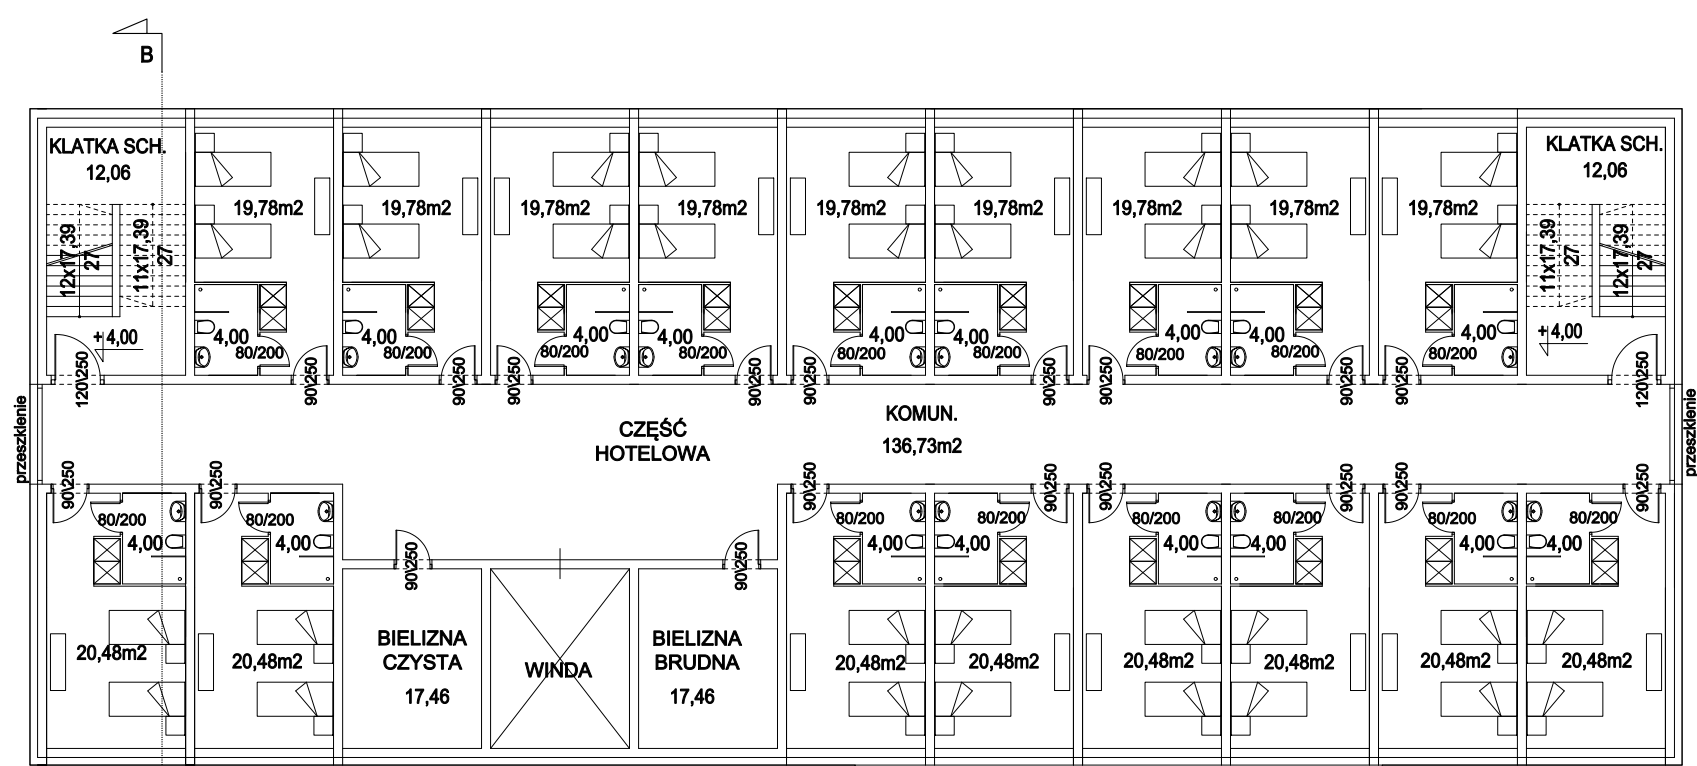 B
KLATKA SCH.
12,06
KLATKA SCH.
12,06
19,78m2
19,78m2
19,78m2
19,78m2
19,78m2
19,78m2
19,78m2
19,78m2
19,78m2
12x17,39
27
11x17,39
27
11x17,39
27
12x17,39
27
+4,00
4,00
4,00
4,00
4,00
4,00
4,00
4,00
4,00
4,00
+4,00
80/200
80/200
80/200
80/200
80/200
80/200
80/200
80/200
80/200
120\250
90\250
90\250
90\250
90\250
90\250
90\250
90\250
90\250
90\250
120\250
przeszklenie
CZĘŚĆ
HOTELOWA
KOMUN.
136,73m2
przeszklenie
90\250
90\250
90\250
90\250
90\250
90\250
90\250
90\250
80/200
80/200
80/200
80/200
80/200
80/200
80/200
80/200
4,00
4,00
4,00
4,00
4,00
4,00
4,00
4,00
90\250
90\250
20,48m2
20,48m2
BIELIZNA
CZYSTA
17,46
WINDA
BIELIZNA
BRUDNA
17,46
20,48m2
20,48m2
20,48m2
20,48m2
20,48m2
20,48m2